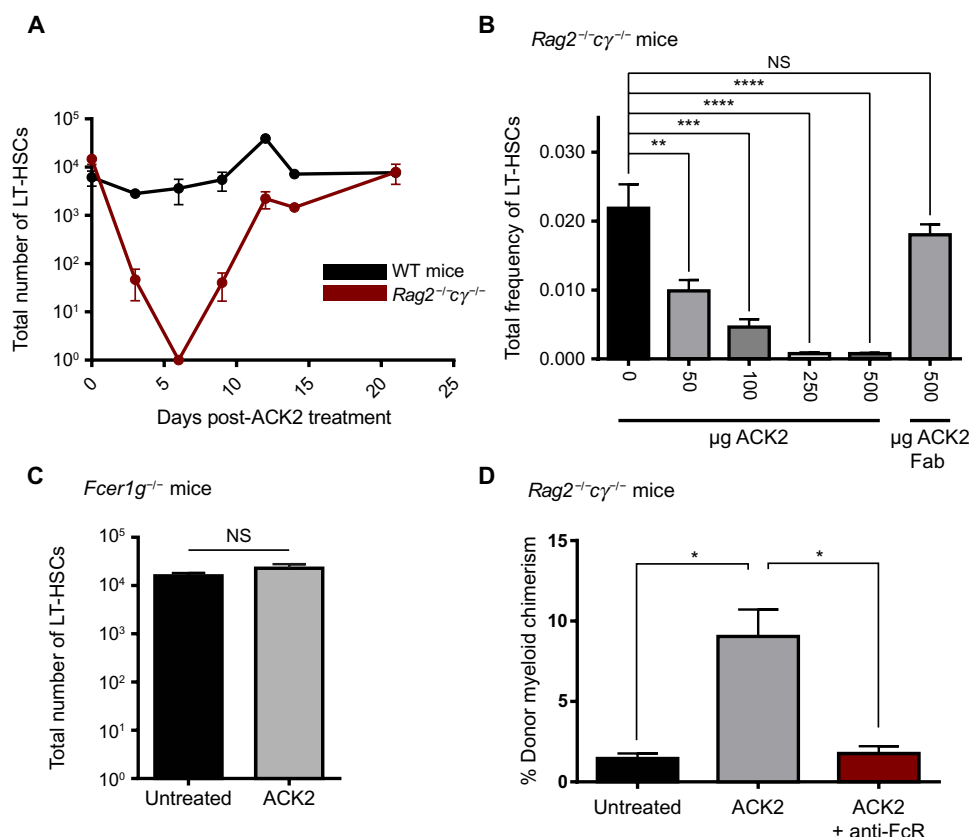 A
Total number of LT-HSCs
10⁵
10⁴
10³
10²
10¹
10⁰
0
5
10
15
20
25
Days post-ACK2 treatment
WT mice
Rag2⁻/⁻cγ⁻/⁻
B
Rag2⁻/⁻cγ⁻/⁻ mice
NS
****
****
***
**
Total frequency of LT-HSCs
0.030
0.020
0.010
0.000
0
50
100
250
500
500
µg ACK2
µg ACK2
Fab
C
Fcer1g⁻/⁻ mice
NS
Total number of LT-HSCs
10⁵
10⁴
10³
10²
10¹
10⁰
Untreated
ACK2
D
Rag2⁻/⁻cγ⁻/⁻ mice
*
*
% Donor myeloid chimerism
15
10
5
0
Untreated
ACK2
ACK2
+ anti-FcR